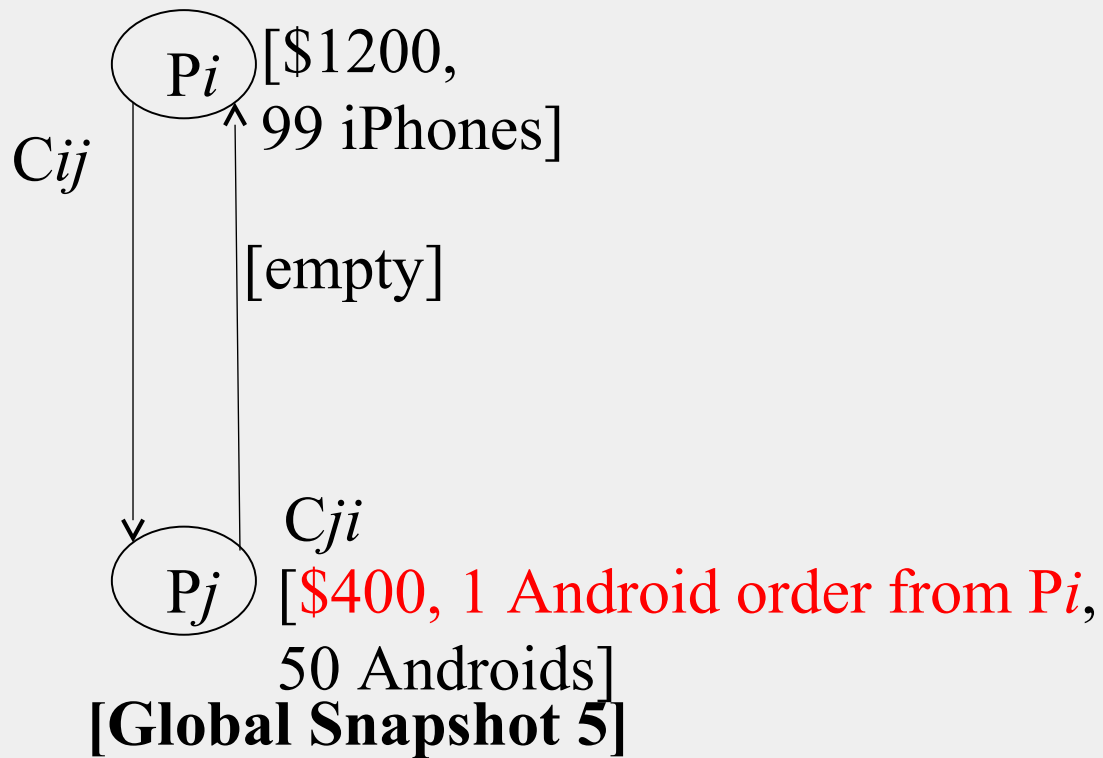 Pi [$1200,
99 iPhones]
Cij
[empty]
Cji
Pj [$400, 1 Android order from Pi,
50 Androids]
[Global Snapshot 5]